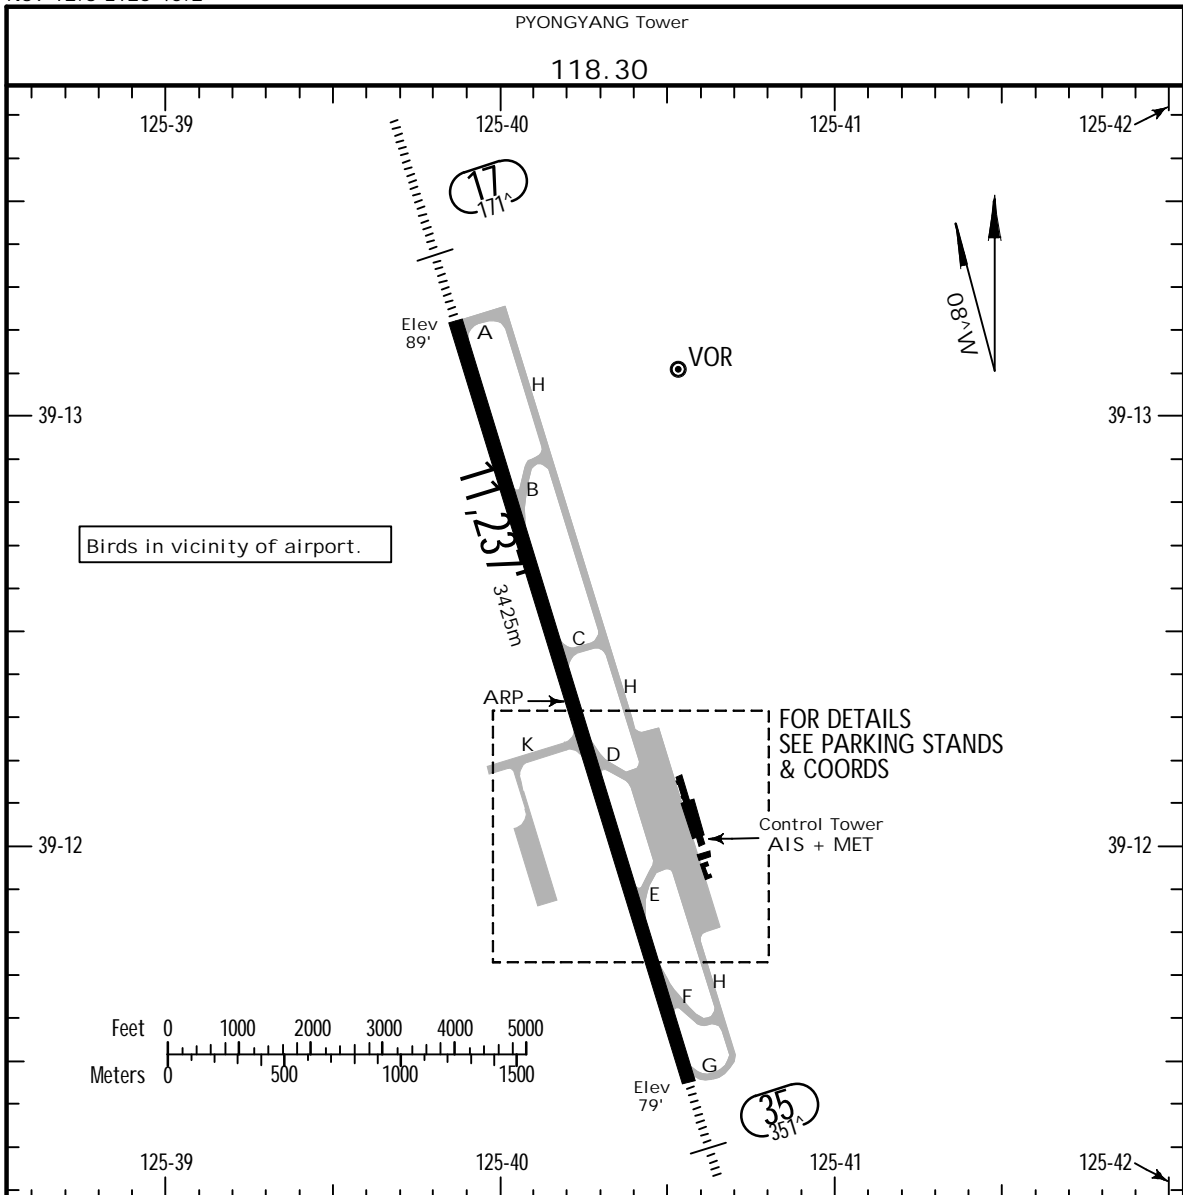 PYONGYANG Tower
118.30
125-39
125-40
125-41
125-42
17
171^
08^W
Elev
89'
A
VOR
H
39-13
39-13
B
11,237'
Birds in vicinity of airport.
3425m
C
H
ARP
FOR DETAILS
SEE PARKING STANDS
& COORDS
K
D
Control Tower
AIS + MET
39-12
39-12
E
H
F
Feet 0 1000 2000 3000 4000 5000
Meters 0 500 1000 1500
G
Elev
79'
35
351^
125-39
125-40
125-41
125-42